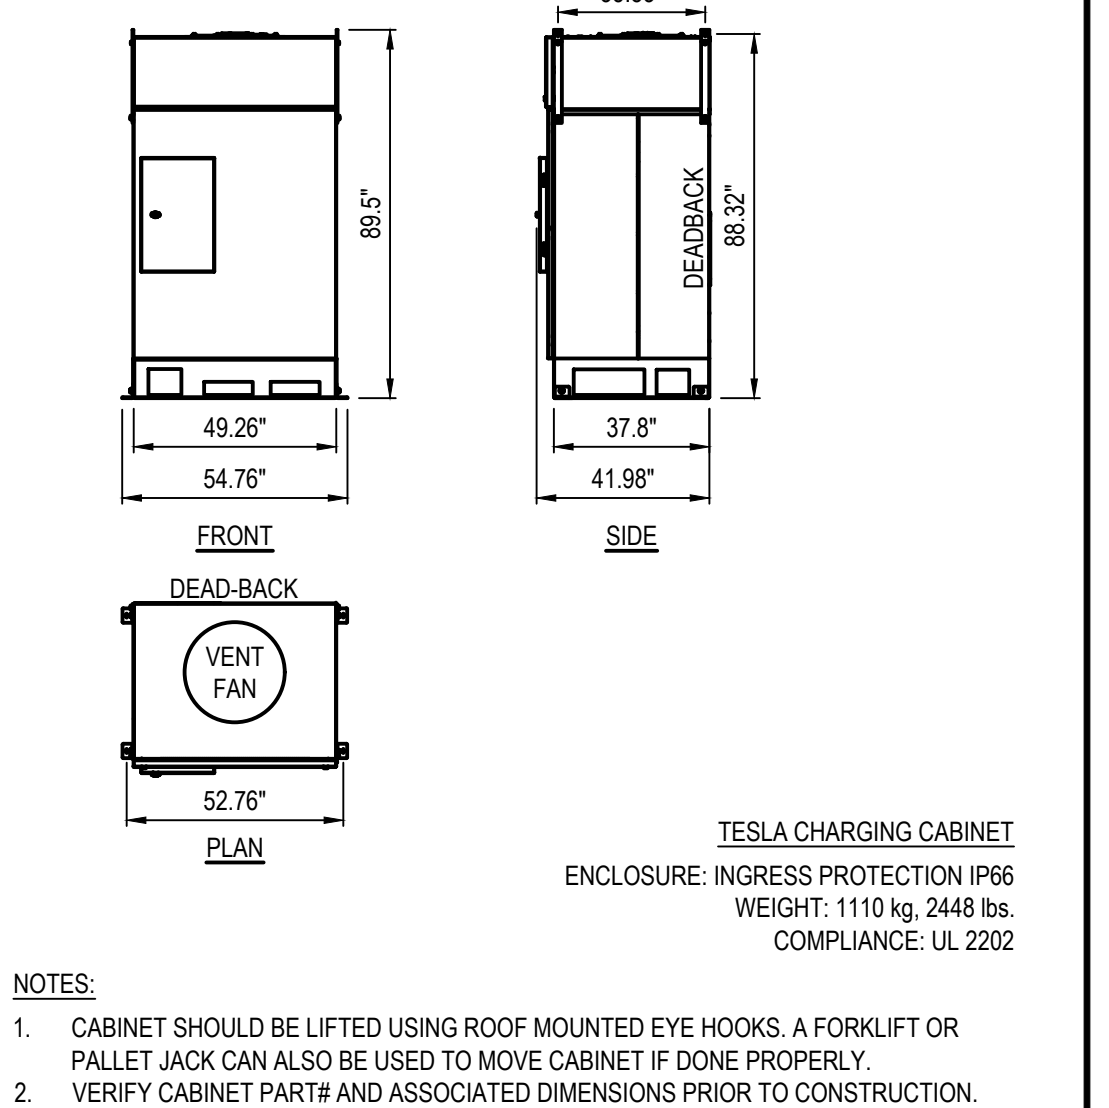 89.5"
DEADBACK
88.32"
49.26"
37.8"
54.76"
41.98"
FRONT
SIDE
DEAD-BACK
VENT
FAN
52.76"
PLAN
TESLA CHARGING CABINET
ENCLOSURE: INGRESS PROTECTION IP66
WEIGHT: 1110 kg, 2448 lbs.
COMPLIANCE: UL 2202
NOTES:
1. CABINET SHOULD BE LIFTED USING ROOF MOUNTED EYE HOOKS. A FORKLIFT OR
PALLET JACK CAN ALSO BE USED TO MOVE CABINET IF DONE PROPERLY.
2. VERIFY CABINET PART# AND ASSOCIATED DIMENSIONS PRIOR TO CONSTRUCTION.